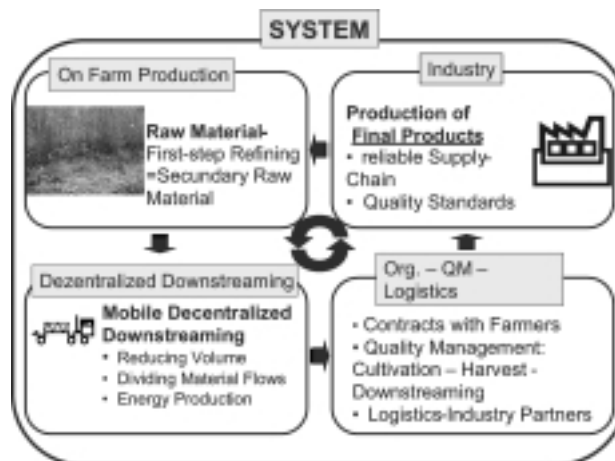 SYSTEM
On Farm Production
Raw Material-
First-step Refining
=Secundary Raw
Material
Industry
Production of
Final Products
• reliable Supply-
Chain
• Quality Standards
Dezentralized Downstreaming
Mobile Decentralized
Downstreaming
• Reducing Volume
• Dividing Material Flows
• Energy Production
Org. – QM –
Logistics
• Contracts with Farmers
• Quality Management:
Cultivation – Harvest -
Downstreaming
• Logistics-Industry Partners